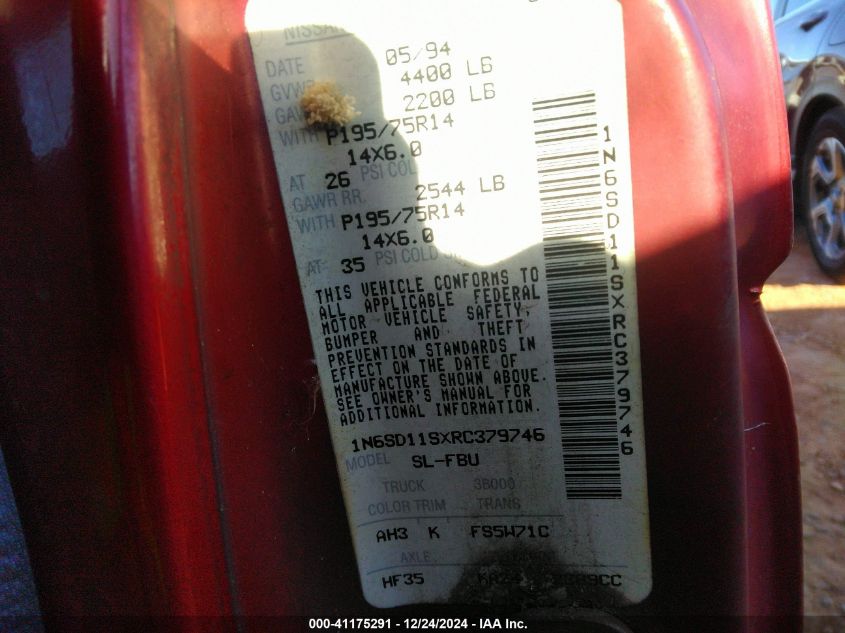 NISSAN
DATE 05/94
GVWR 4400 LB
GAWR 2200 LB
WITH P195/75R14
14X6.0
AT 26 PSI COLD
GAWR RR. 2544 LB
WITH P195/75R14
14X6.0
AT 35 PSI COLD
THIS VEHICLE CONFORMS TO
ALL APPLICABLE FEDERAL
MOTOR VEHICLE SAFETY,
BUMPER AND THEFT
PREVENTION STANDARDS IN
EFFECT ON THE DATE OF
MANUFACTURE SHOWN ABOVE.
SEE OWNER'S MANUAL FOR
ADDITIONAL INFORMATION.
1N6SD11SXRC379746
MODEL SL-FBU
TRUCK 3B000
COLOR TRIM TRANS
AH3 K FS5W71C
AXLE
HF35 KA24 2389CC
1N6SD11SXRC379746
000-41175291 - 12/24/2024 - IAA Inc.